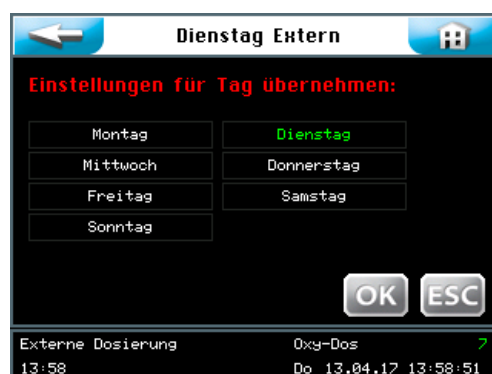 Dienstag Extern
Einstellungen für Tag übernehmen:
Montag Dienstag
Mittwoch Donnerstag
Freitag Samstag
Sonntag
OK ESC
Externe Dosierung Oxy-Dos 7
13:58 Do 13.04.17 13:58:51